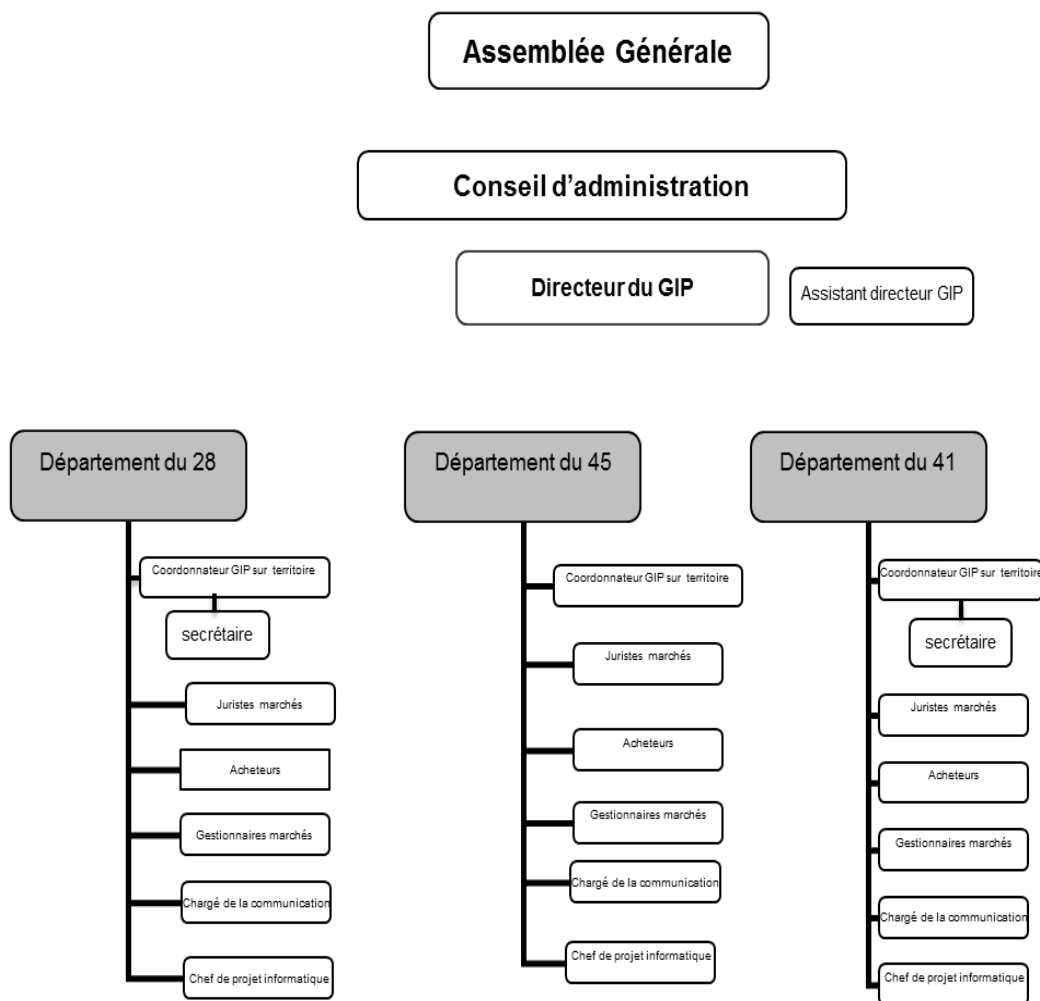 Assemblée Générale
Conseil d’administration
Directeur du GIP
Assistant directeur GIP
Département du 28
Coordonnateur GIP sur territoire
secrétaire
Juristes marchés
Acheteurs
Gestionnaires marchés
Chargé de la communication
Chef de projet informatique
Département du 45
Coordonnateur GIP sur territoire
Juristes marchés
Acheteurs
Gestionnaires marchés
Chargé de la communication
Chef de projet informatique
Département du 41
Coordonnateur GIP sur territoire
secrétaire
Juristes marchés
Acheteurs
Gestionnaires marchés
Chargé de la communication
Chef de projet informatique